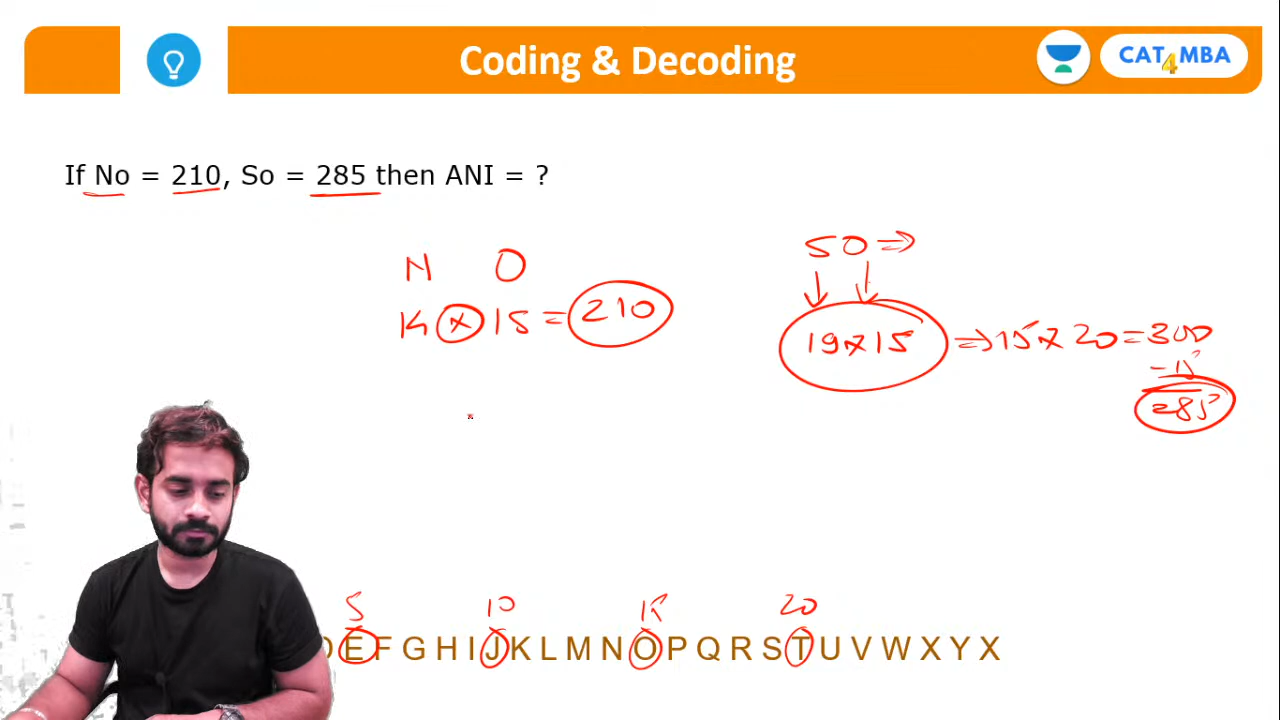 Coding & Decoding
CAT4MBA
If No = 210, So = 285 then ANI = ?
N O
14 × 15 = 210
SO ⇒
19 × 15 ⇒ 15 × 20 = 300
- 15
285
5 10 15 20
E F G H I J K L M N O P Q R S T U V W X Y X